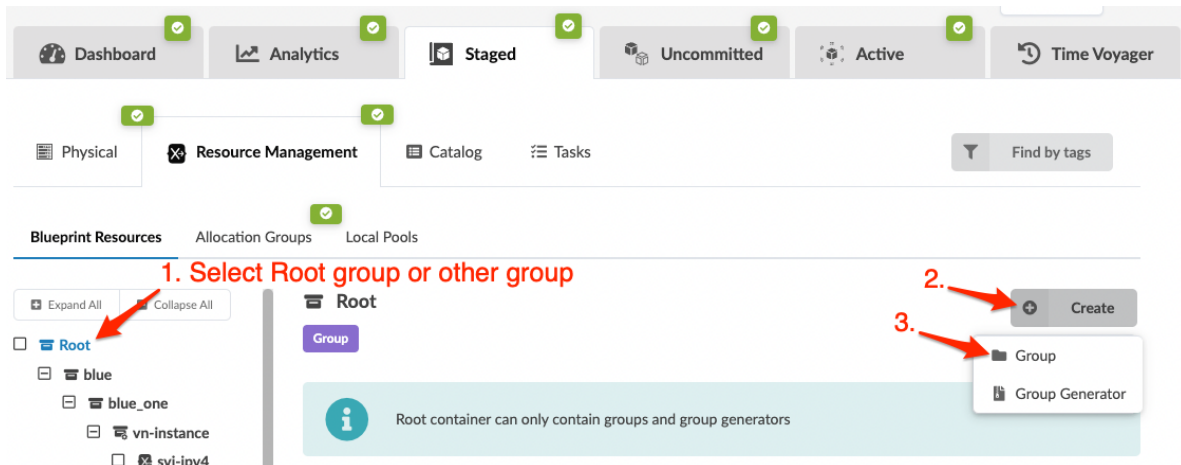 Dashboard
Analytics
Staged
Uncommitted
Active
Time Voyager
Physical
Resource Management
Catalog
Tasks
Find by tags
Blueprint Resources
Allocation Groups
Local Pools
1. Select Root group or other group
Expand All
Collapse All
Root
blue
blue_one
vn-instance
svi-ipv4
Root
Group
2.
Create
3.
Group
Group Generator
Root container can only contain groups and group generators